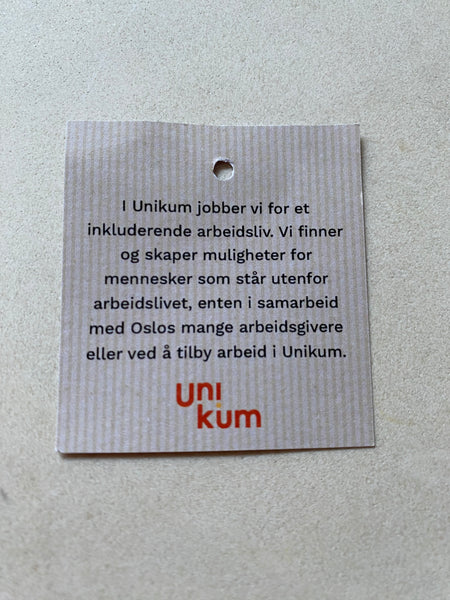 I Unikum jobber vi for et
inkluderende arbeidsliv. Vi finner
og skaper muligheter for
mennesker som står utenfor
arbeidslivet, enten i samarbeid
med Oslos mange arbeidsgivere
eller ved å tilby arbeid i Unikum.
uni
kum